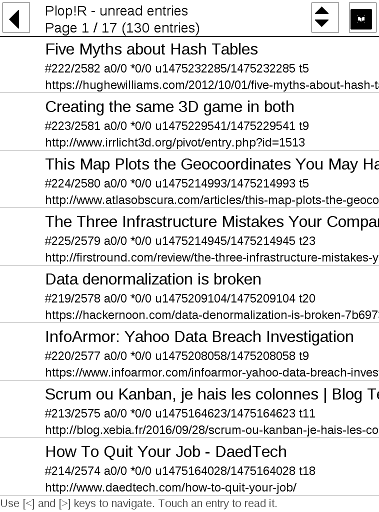 Plop!R - unread entries
Page 1 / 17 (130 entries)
Five Myths about Hash Tables
#222/2582 a0/0 *0/0 u1475232285/1475232285 t5
https://hughewilliams.com/2012/10/01/five-myths-about-hash-t
Creating the same 3D game in both
#223/2581 a0/0 *0/0 u1475229541/1475229541 t9
http://www.irrlicht3d.org/pivot/entry.php?id=1513
This Map Plots the Geocoordinates You May Ha
#224/2580 a0/0 *0/0 u1475214993/1475214993 t5
http://www.atlasobscura.com/articles/this-map-plots-the-geoco
The Three Infrastructure Mistakes Your Compa
#225/2579 a0/0 *0/0 u1475214945/1475214945 t23
http://firstround.com/review/the-three-infrastructure-mistakes-y
Data denormalization is broken
#219/2578 a0/0 *0/0 u1475209104/1475209104 t20
https://hackernoon.com/data-denormalization-is-broken-7b697
InfoArmor: Yahoo Data Breach Investigation
#220/2577 a0/0 *0/0 u1475208058/1475208058 t9
https://www.infoarmor.com/infoarmor-yahoo-data-breach-inves
Scrum ou Kanban, je hais les colonnes | Blog Te
#213/2575 a0/0 *0/0 u1475164623/1475164623 t11
http://blog.xebia.fr/2016/09/28/scrum-ou-kanban-je-hais-les-co
How To Quit Your Job - DaedTech
#214/2574 a0/0 *0/0 u1475164028/1475164028 t18
http://www.daedtech.com/how-to-quit-your-job/
Use [<] and [>] keys to navigate. Touch an entry to read it.